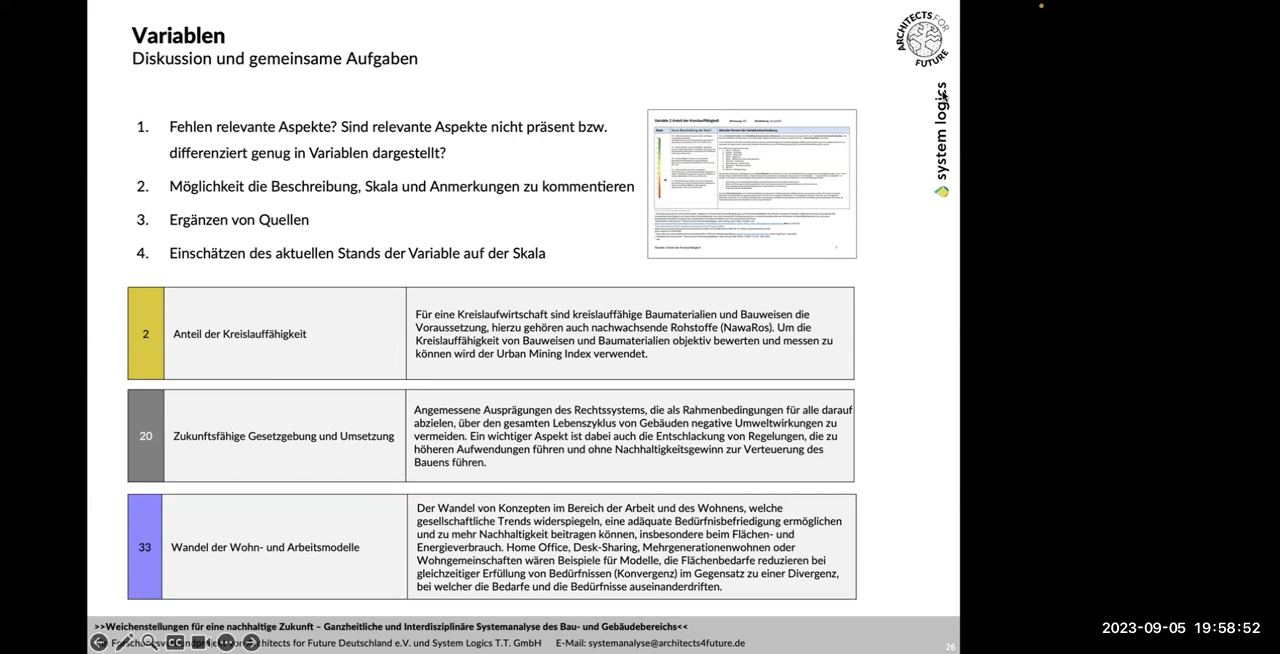 Variablen
Diskussion und gemeinsame Aufgaben
ARCHITECTS FOR
FUTURE
system logics
1. Fehlen relevante Aspekte? Sind relevante Aspekte nicht präsent bzw.
differenziert genug in Variablen dargestellt?
2. Möglichkeit die Beschreibung, Skala und Anmerkungen zu kommentieren
3. Ergänzen von Quellen
4. Einschätzen des aktuellen Stands der Variable auf der Skala
Variable 2 Anteil der Kreislauffähigkeit
2
Anteil der Kreislauffähigkeit
Für eine Kreislaufwirtschaft sind kreislauffähige Baumaterialien und Bauweisen die
Voraussetzung, hierzu gehören auch nachwachsende Rohstoffe (NawaRos). Um die
Kreislauffähigkeit von Bauweisen und Baumaterialien objektiv bewerten und messen zu
können wird der Urban Mining Index verwendet.
20
Zukunftsfähige Gesetzgebung und Umsetzung
Angemessene Ausprägungen des Rechtssystems, die als Rahmenbedingungen für alle darauf
abzielen, über den gesamten Lebenszyklus von Gebäuden negative Umweltwirkungen zu
vermeiden. Ein wichtiger Aspekt ist dabei auch die Entschlackung von Regelungen, die zu
höheren Aufwendungen führen und ohne Nachhaltigkeitsgewinn zur Verteuerung des
Bauens führen.
33
Wandel der Wohn- und Arbeitsmodelle
Der Wandel von Konzepten im Bereich der Arbeit und des Wohnens, welche
gesellschaftliche Trends widerspiegeln, eine adäquate Bedürfnisbefriedigung ermöglichen
und zu mehr Nachhaltigkeit beitragen können, insbesondere beim Flächen- und
Energieverbrauch. Home Office, Desk-Sharing, Mehrgenerationenwohnen oder
Wohngemeinschaften wären Beispiele für Modelle, die Flächenbedarfe reduzieren bei
gleichzeitiger Erfüllung von Bedürfnissen (Konvergenz) im Gegensatz zu einer Divergenz,
bei welcher die Bedarfe und die Bedürfnisse auseinanderdriften.
>>Weichenstellungen für eine nachhaltige Zukunft – Ganzheitliche und Interdisziplinäre Systemanalyse des Bau- und Gebäudebereichs<<
Architects for Future Deutschland e.V. und System Logics T.T. GmbH E-Mail: systemanalyse@architects4future.de
26
2023-09-05 19:58:52